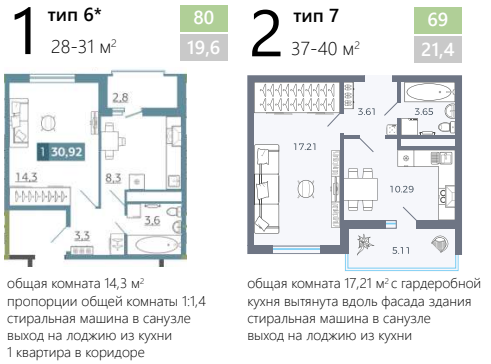 1
тип 6*
28-31 м²
80
19,6
2,8
1 30,92
14,3
8.3
3.6
3.3
общая комната 14,3 м²
пропорции общей комнаты 1:1,4
стиральная машина в санузле
выход на лоджию из кухни
1 квартира в коридоре
2
тип 7
37-40 м²
69
21,4
3.61
3.65
17.21
10.29
5.11
общая комната 17,21 м² с гардеробной
кухня вытянута вдоль фасада здания
стиральная машина в санузле
выход на лоджию из кухни